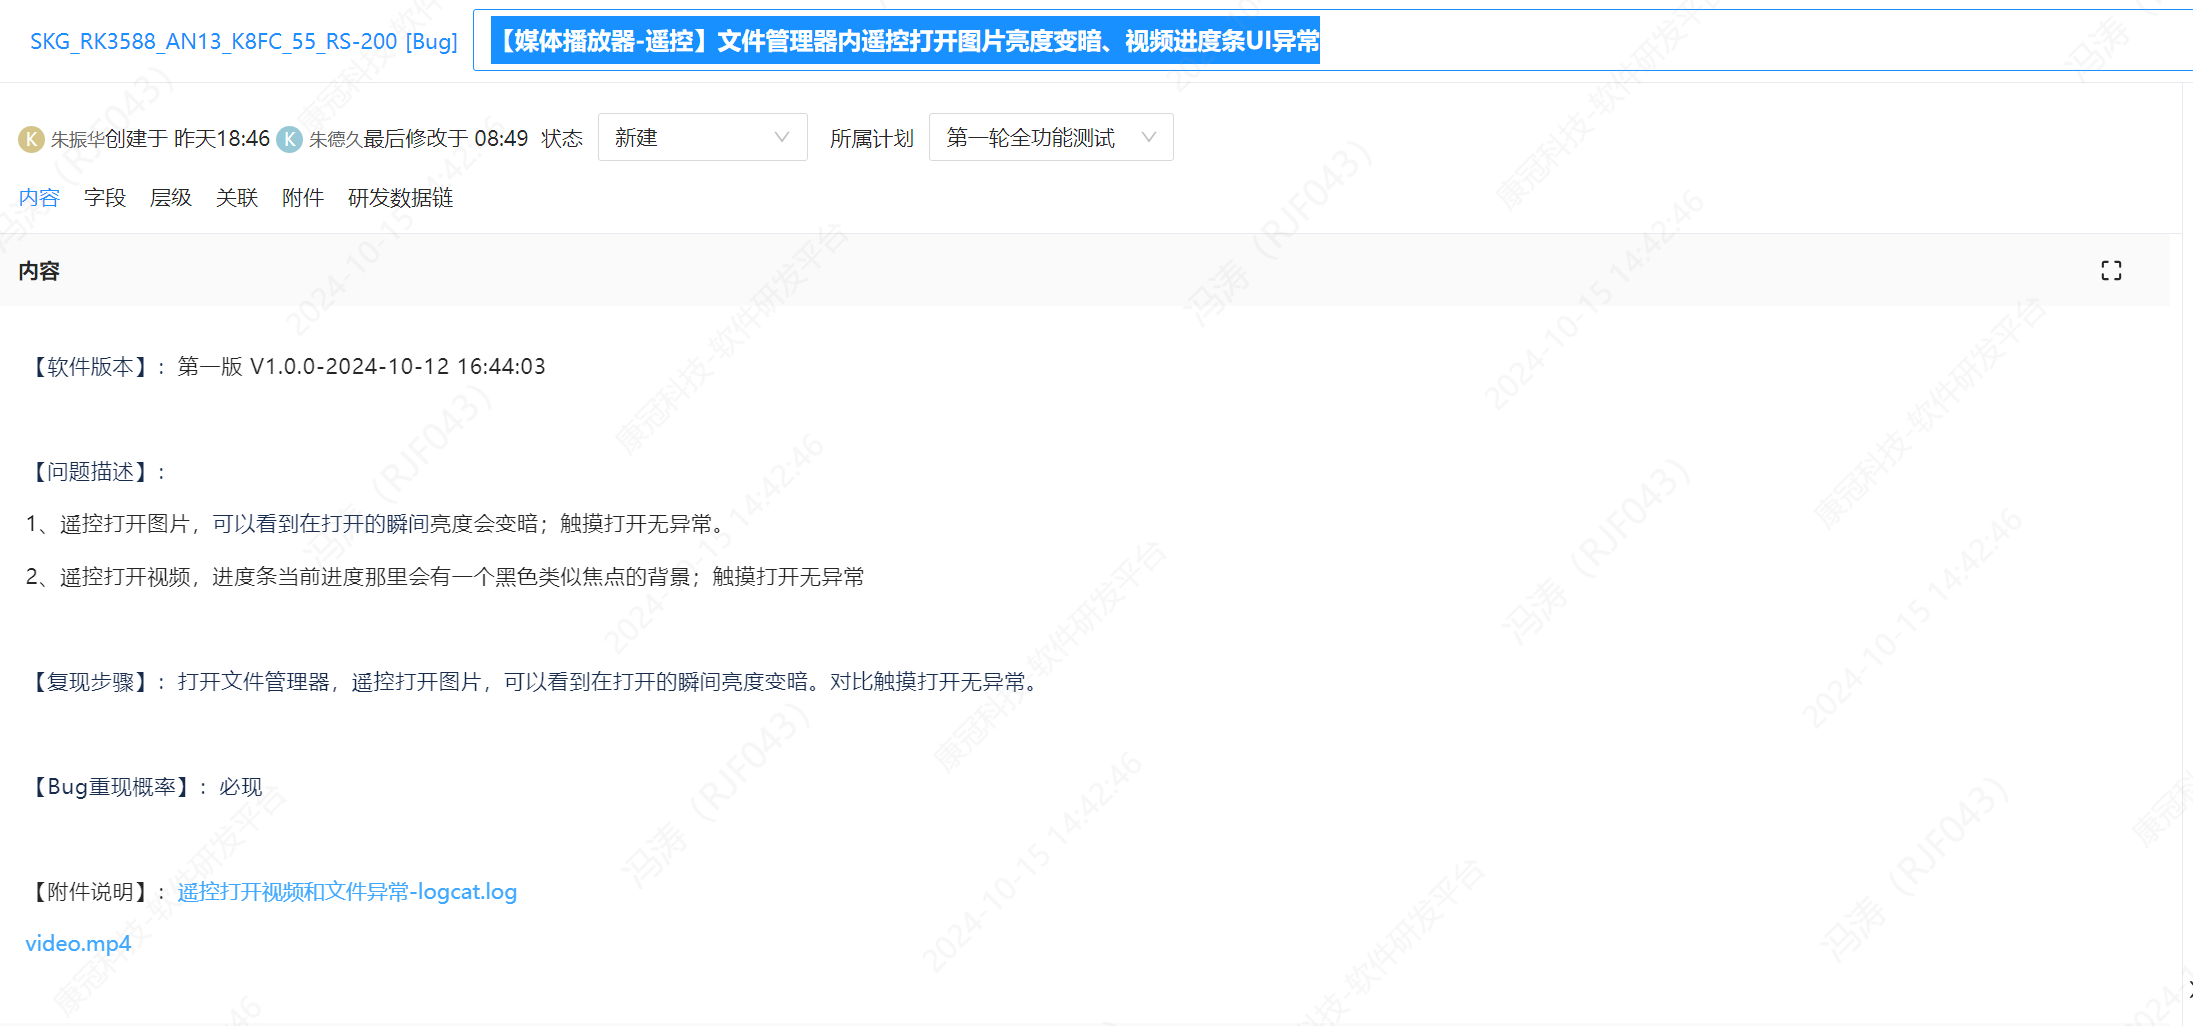 SKG_RK3588_AN13_K8FC_55_RS-200 [Bug] 【媒体播放器-遥控】文件管理器内遥控打开图片亮度变暗、视频进度条UI异常
K 朱振华创建于 昨天18:46 K 朱德久最后修改于 08:49 状态 新建 所属计划 第一轮全功能测试
内容 字段 层级 关联 附件 研发数据链
内容
【软件版本】：第一版 V1.0.0-2024-10-12 16:44:03
【问题描述】：
1、遥控打开图片，可以看到在打开的瞬间亮度会变暗；触摸打开无异常。
2、遥控打开视频，进度条当前进度那里会有一个黑色类似焦点的背景；触摸打开无异常
【复现步骤】：打开文件管理器，遥控打开图片，可以看到在打开的瞬间亮度变暗。对比触摸打开无异常。
【Bug重现概率】：必现
【附件说明】：遥控打开视频和文件异常-logcat.log
video.mp4
冯涛（RJF043）
2024-10-15 14:42:46
康冠科技-软件研发平台